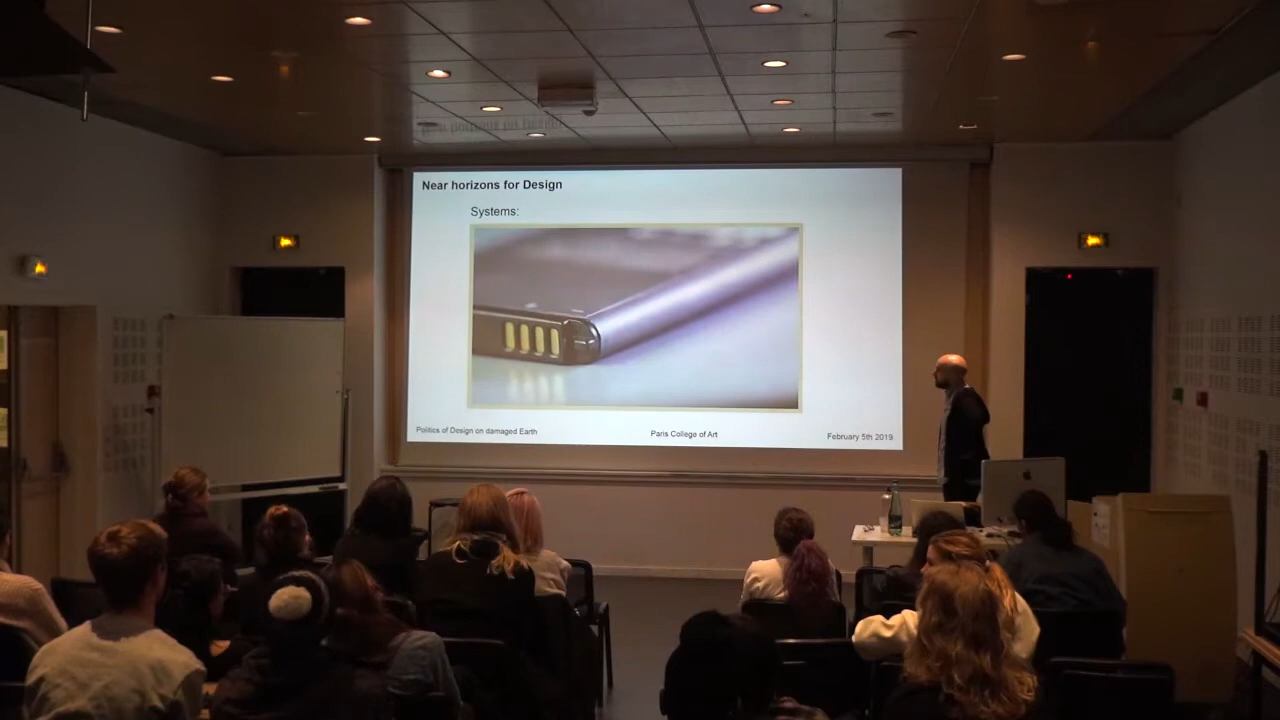 Near horizons for Design
Systems:
Politics of Design on damaged Earth
Paris College of Art
February 5th 2019